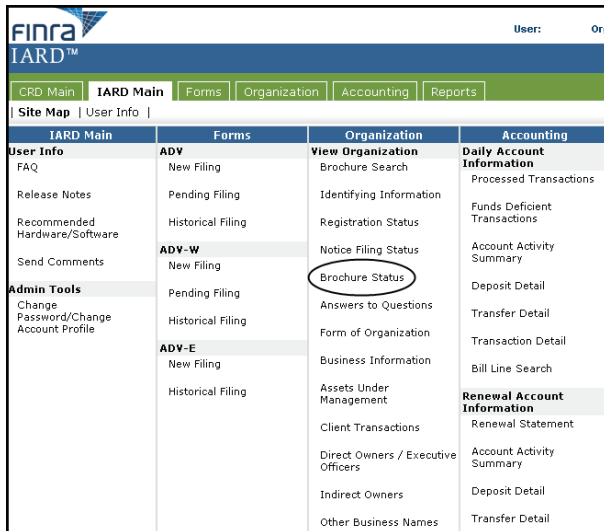 Finra
User: Org
IARD™
CRD Main IARD Main Forms Organization Accounting Reports
| Site Map | User Info |
IARD Main
User Info
FAQ
Release Notes
Recommended
Hardware/Software
Send Comments
Admin Tools
Change
Password/Change
Account Profile
Forms
ADV
New Filing
Pending Filing
Historical Filing
ADV-W
New Filing
Pending Filing
Historical Filing
ADV-E
New Filing
Historical Filing
Organization
View Organization
Brochure Search
Identifying Information
Registration Status
Notice Filing Status
Brochure Status
Answers to Questions
Form of Organization
Business Information
Assets Under
Management
Client Transactions
Direct Owners / Executive
Officers
Indirect Owners
Other Business Names
Accounting
Daily Account
Information
Processed Transactions
Funds Deficient
Transactions
Account Activity
Summary
Deposit Detail
Transfer Detail
Transaction Detail
Bill Line Search
Renewal Account
Information
Renewal Statement
Account Activity
Summary
Deposit Detail
Transfer Detail